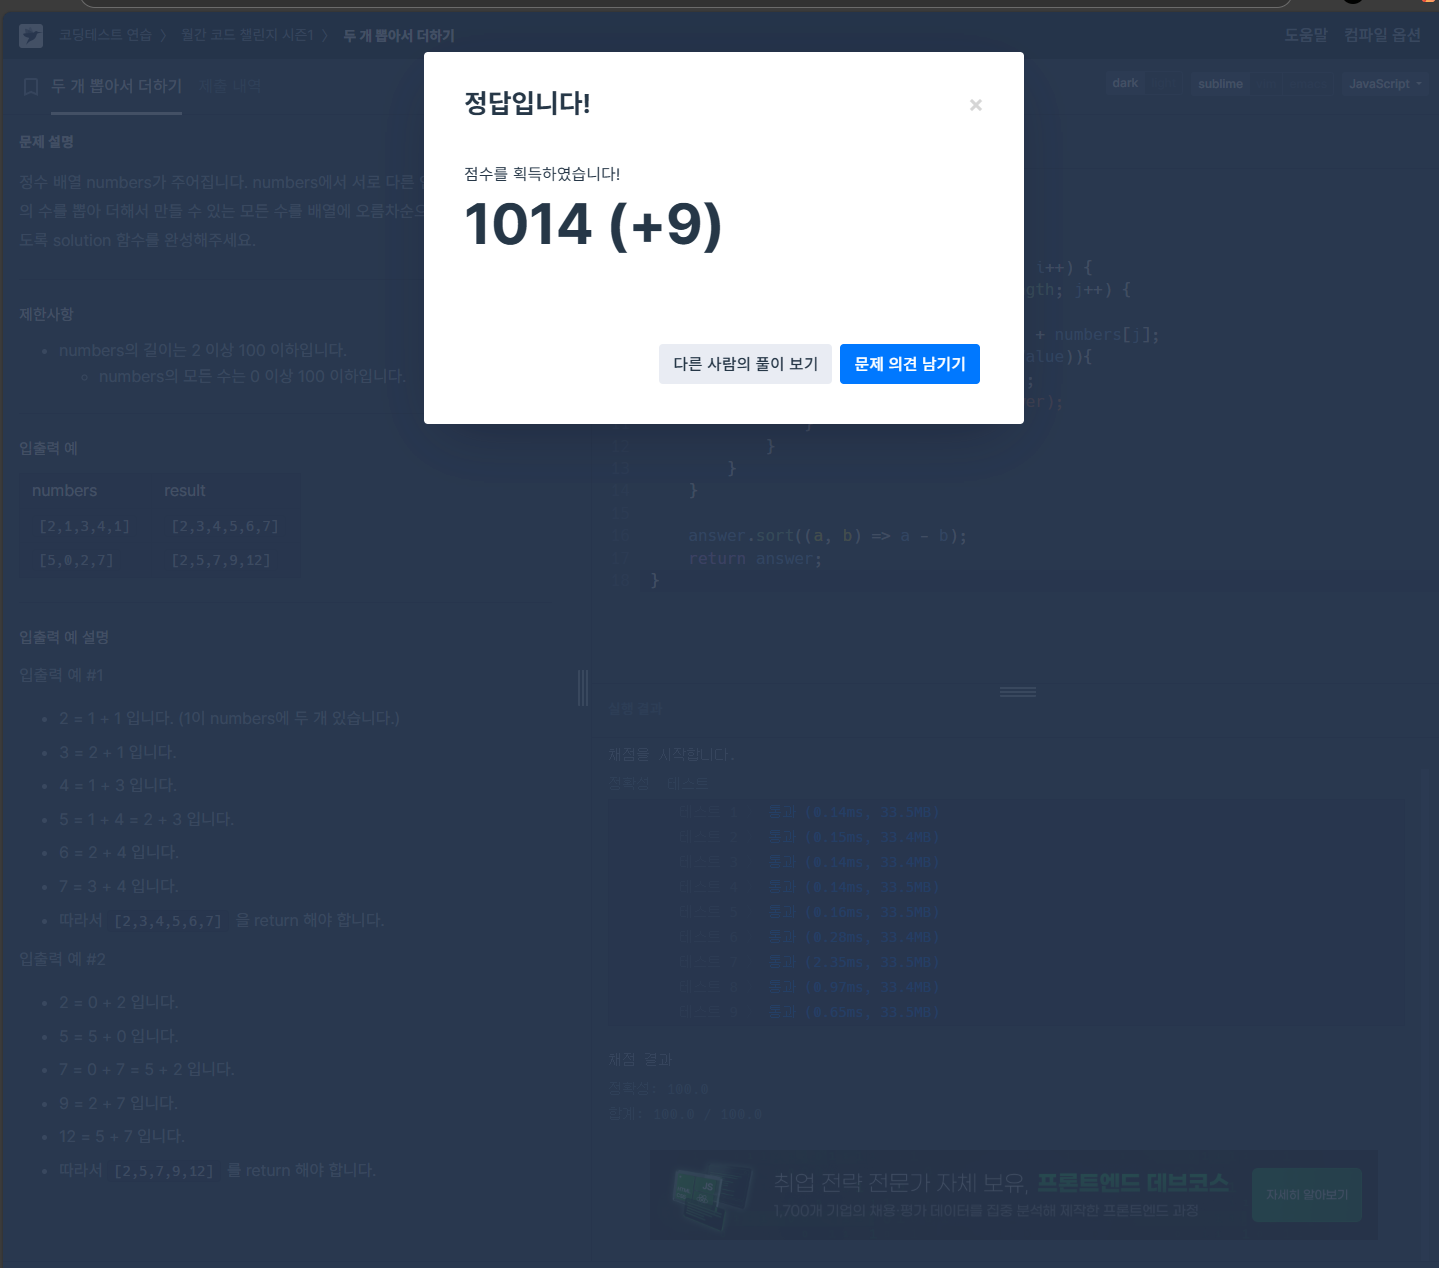 코딩테스트 연습 〉 월간 코드 챌린지 시즌1 〉 두 개 뽑아서 더하기
도움말 컴파일 옵션
두 개 뽑아서 더하기 제출 내역
dark
sublime
JavaScript
정답입니다!
×
점수를 획득하였습니다!
1014 (+9)
다른 사람의 풀이 보기
문제 의견 남기기
문제 설명
정수 배열 numbers가 주어집니다. numbers에서 서로 다른
의 수를 뽑아 더해서 만들 수 있는 모든 수를 배열에
도록 solution 함수를 완성해주세요.
제한사항
• numbers의 길이는 2 이상 100 이하입니다.
◦ numbers의 모든 수는 0 이상 100 이하입니다.
입출력 예
numbers result
[2,1,3,4,1] [2,3,4,5,6,7]
[5,0,2,7] [2,5,7,9,12]
입출력 예 설명
입출력 예 #1
• 2 = 1 + 1 입니다. (1이 numbers에 두 개 있습니다.)
• 3 = 2 + 1 입니다.
• 4 = 1 + 3 입니다.
• 5 = 1 + 4 = 2 + 3 입니다.
• 6 = 2 + 4 입니다.
• 7 = 3 + 4 입니다.
• 따라서 [2,3,4,5,6,7] 을 return 해야 합니다.
입출력 예 #2
• 2 = 0 + 2 입니다.
• 5 = 5 + 0 입니다.
• 7 = 0 + 7 = 5 + 2 입니다.
• 9 = 2 + 7 입니다.
• 12 = 5 + 7 입니다.
• 따라서 [2,5,7,9,12] 를 return 해야 합니다.
i++) {
gth; j++) {
+ numbers[j];
alue)){
;
er);
}
}
}
}
answer.sort((a, b) => a - b);
return answer;
}
실행 결과
채점을 시작합니다.
정확성 테스트
테스트 1 통과 (0.14ms, 33.5MB)
테스트 2 통과 (0.15ms, 33.4MB)
테스트 3 통과 (0.14ms, 33.4MB)
테스트 4 통과 (0.14ms, 33.5MB)
테스트 5 통과 (0.16ms, 33.5MB)
테스트 6 통과 (0.28ms, 33.4MB)
테스트 7 통과 (2.35ms, 33.5MB)
테스트 8 통과 (0.97ms, 33.4MB)
테스트 9 통과 (0.65ms, 33.5MB)
채점 결과
정확성: 100.0
합계: 100.0 / 100.0
취업 전략 전문가 자체 보유, 프론트엔드 데브코스
1,700개 기업의 채용·평가 데이터를 집중 분석해 제작한 프론트엔드 과정
자세히 알아보기